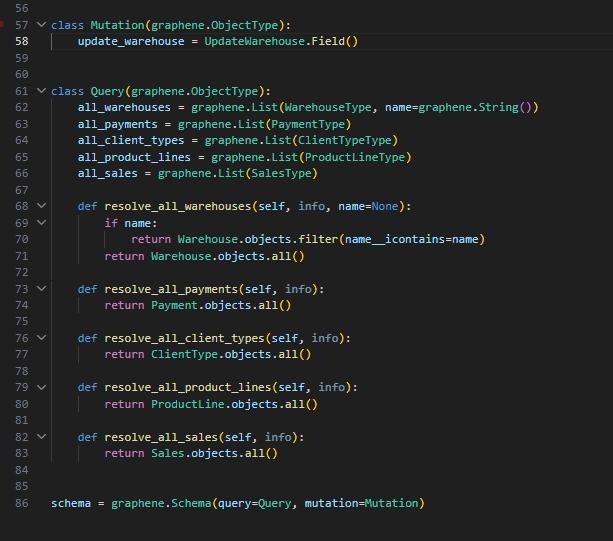 56
57 class Mutation(graphene.ObjectType):
58     update_warehouse = UpdateWarehouse.Field()
59
60
61 class Query(graphene.ObjectType):
62     all_warehouses = graphene.List(WarehouseType, name=graphene.String())
63     all_payments = graphene.List(PaymentType)
64     all_client_types = graphene.List(ClientTypeType)
65     all_product_lines = graphene.List(ProductLineType)
66     all_sales = graphene.List(SalesType)
67
68     def resolve_all_warehouses(self, info, name=None):
69         if name:
70             return Warehouse.objects.filter(name__icontains=name)
71         return Warehouse.objects.all()
72
73     def resolve_all_payments(self, info):
74         return Payment.objects.all()
75
76     def resolve_all_client_types(self, info):
77         return ClientType.objects.all()
78
79     def resolve_all_product_lines(self, info):
80         return ProductLine.objects.all()
81
82     def resolve_all_sales(self, info):
83         return Sales.objects.all()
84
85
86 schema = graphene.Schema(query=Query, mutation=Mutation)